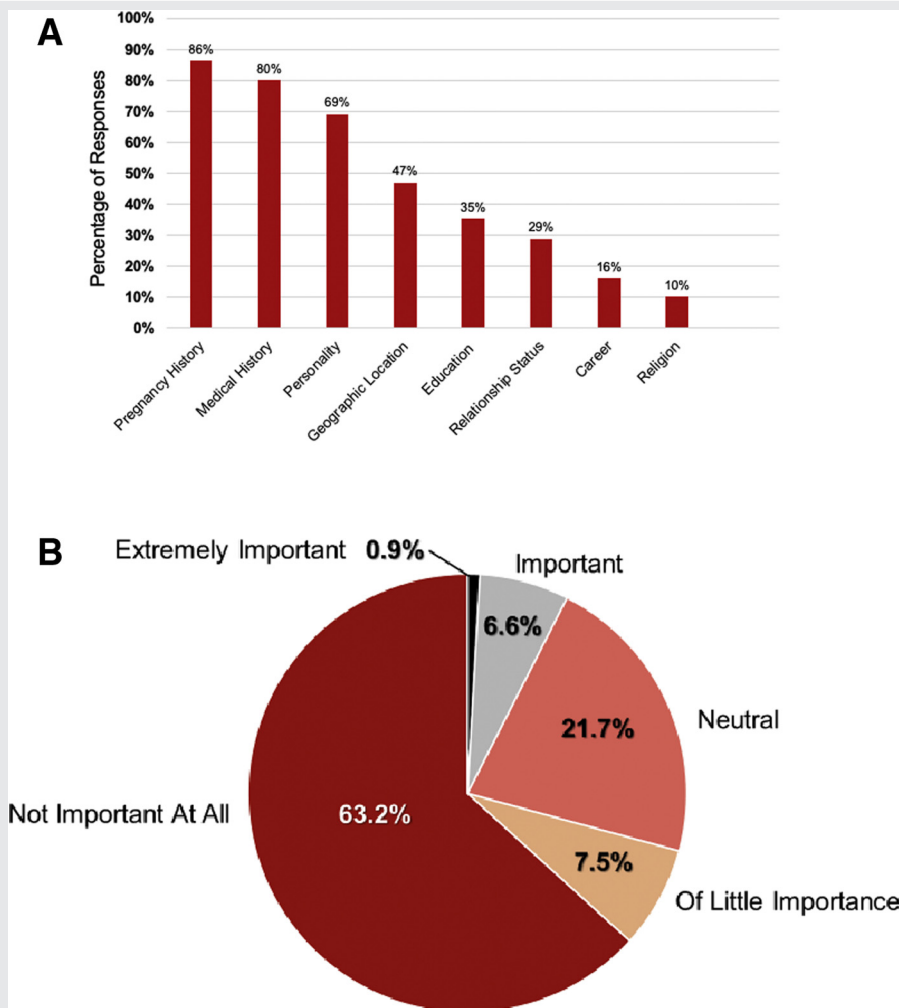 A
Percentage of Responses
100%
90%
80%
70%
60%
50%
40%
30%
20%
10%
0%
86%
80%
69%
47%
35%
29%
16%
10%
Pregnancy History
Medical History
Personality
Geographic Location
Education
Relationship Status
Career
Religion
B
Extremely Important 0.9%
Important
6.6%
Neutral
21.7%
Not Important At All
63.2%
7.5%
Of Little Importance